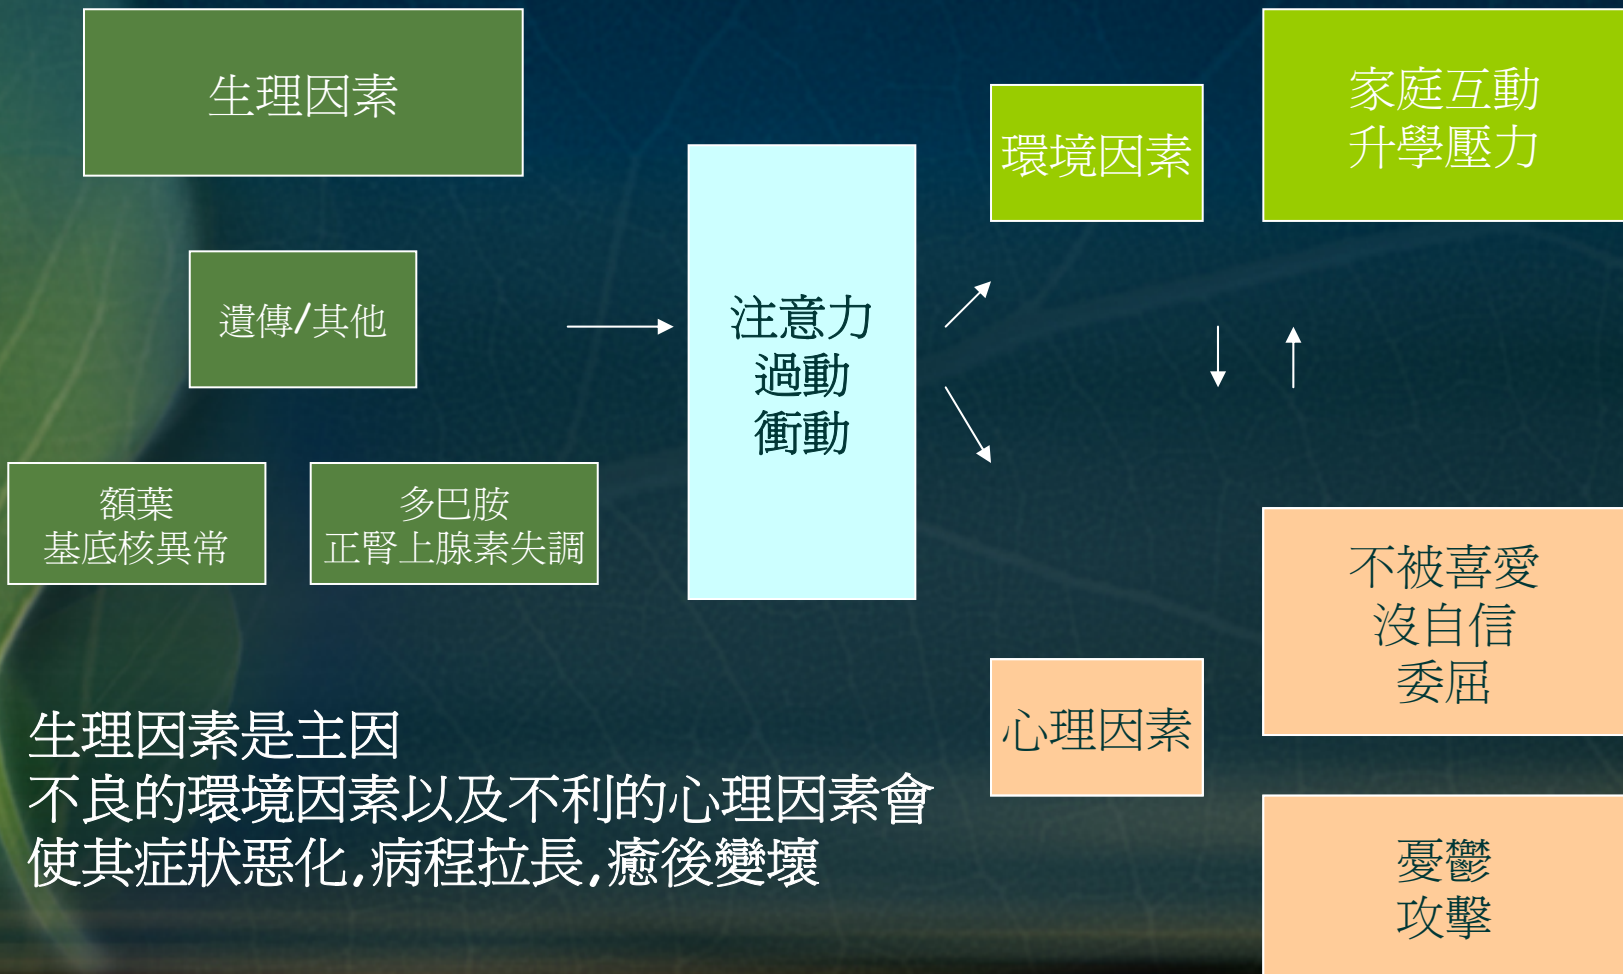 生理因素
遺傳/其他
額葉
基底核異常
多巴胺
正腎上腺素失調
注意力
過動
衝動
環境因素
家庭互動
升學壓力
心理因素
不被喜愛
沒自信
委屈
憂鬱
攻擊
生理因素是主因
不良的環境因素以及不利的心理因素會
使其症狀惡化,病程拉長,癒後變壞